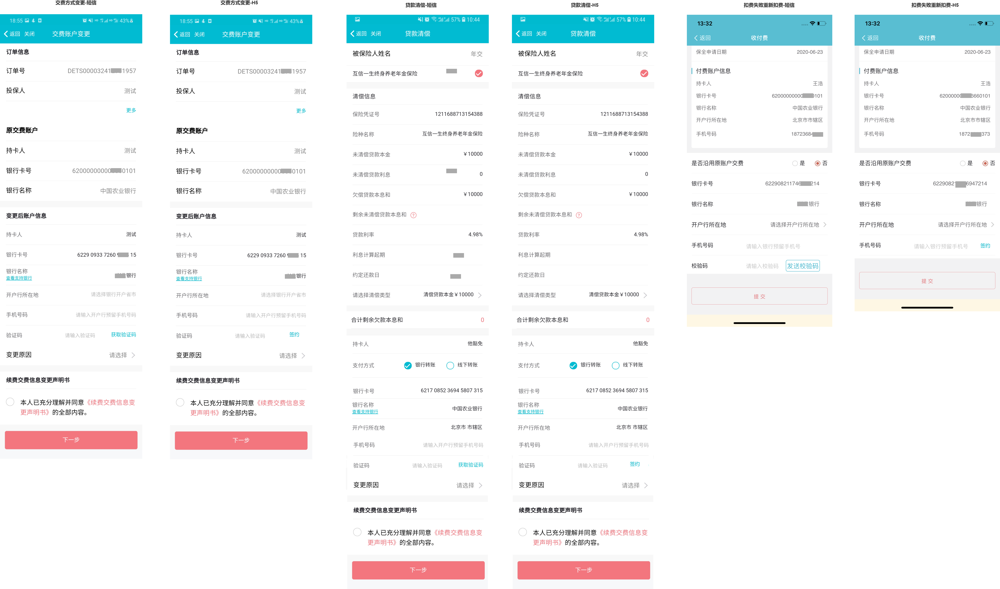 交费方式变更-短信
18:55 HD 4G HD 4G 43%
返回 关闭 交费账户变更
订单信息
订单号 DETS00003241 1957
投保人 测试
更多
原交费账户
持卡人 测试
银行卡号 62000000000 0101
银行名称 中国农业银行
变更后账户信息
持卡人 测试
银行卡号 6229 0933 7260 15
银行名称 银行
查看支持银行
开户行所在地 请选择银行开户省市
手机号码 请输入开户行预留手机号码
验证码 请输入验证码 获取验证码
变更原因 请选择
续费交费信息变更声明书
本人已充分理解并同意《续费交费信息变
更声明书》的全部内容。
下一步
交费方式变更-H5
18:55 HD 4G HD 4G 43%
返回 关闭 交费账户变更
订单信息
订单号 DETS00003241 1957
投保人 测试
更多
原交费账户
持卡人 测试
银行卡号 62000000000 0101
银行名称 中国农业银行
变更后账户信息
持卡人 测试
银行卡号 6229 0933 7260 15
银行名称 银行
查看支持银行
开户行所在地 请选择银行开户省市
手机号码 请输入开户行预留手机号码
验证码 请输入验证码 签约
变更原因 请选择
续费交费信息变更声明书
本人已充分理解并同意《续费交费信息变
更声明书》的全部内容。
下一步
贷款清偿-短信
57% 10:44
返回 关闭 贷款清偿
被保险人姓名 年交
互信一生终身养老年金保险
清偿信息
保险凭证号 1211688713154388
险种名称 互信一生终身养老年金保险
未清偿贷款本金 ￥10000
未清偿贷款利息 0
欠偿贷款本息和 ￥10000
剩余未清偿贷款本息和 ?
贷款利率 4.98%
利息计算起期
约定还款日
请选择清偿类型 清偿贷款本金￥10000
合计剩余欠款本息和 0
持卡人 他豁免
支付方式 银行转账 线下转账
银行卡号 6217 0852 3694 5807 315
银行名称 中国农业银行
查看支持银行
开户行所在地 北京市 市辖区
手机号码 请输入开户行预留手机号码
验证码 请输入验证码 获取验证码
变更原因 请选择
续费交费信息变更声明书
本人已充分理解并同意《续费交费信息变
更声明书》的全部内容。
下一步
贷款清偿-H5
57% 10:44
返回 关闭 贷款清偿
被保险人姓名 年交
互信一生终身养老年金保险
清偿信息
保险凭证号 1211688713154388
险种名称 互信一生终身养老年金保险
未清偿贷款本金 ￥10000
未清偿贷款利息 0
欠偿贷款本息和 ￥10000
剩余未清偿贷款本息和 ?
贷款利率 4.98%
利息计算起期
约定还款日
请选择清偿类型 清偿贷款本金￥10000
合计剩余欠款本息和 0
持卡人 他豁免
支付方式 银行转账 线下转账
银行卡号 6217 0852 3694 5807 315
银行名称 中国农业银行
查看支持银行
开户行所在地 北京市 市辖区
手机号码 请输入开户行预留手机号码
验证码 请输入验证码 签约
变更原因 请选择
续费交费信息变更声明书
本人已充分理解并同意《续费交费信息变
更声明书》的全部内容。
下一步
扣费失败重新扣费-短信
13:32
返回 收付费
保全申请日期 2020-06-23
付费账户信息
持卡人 王浩
银行卡号 62000000000 0101
银行名称 中国农业银行
开户行所在地 北京市市辖区
手机号码 18723684
是否沿用原账户交费 是 否
银行卡号 622908211746 214
银行名称 银行
开户行所在地 请选择开户行所在地
手机号码 请输入银行预留手机号
校验码 请输入校验码 发送校验码
提 交
扣费失败重新扣费-H5
13:32
返回 收付费
保全申请日期 2020-06-23
付费账户信息
持卡人 王浩
银行卡号 6200000 6660101
银行名称 中国农业银行
开户行所在地 北京市市辖区
手机号码 1872 373
是否沿用原账户交费 是 否
银行卡号 6229082 6947214
银行名称 银行
开户行所在地 请选择开户行所在地
手机号码 请输入银行预留手机号 签约
提 交